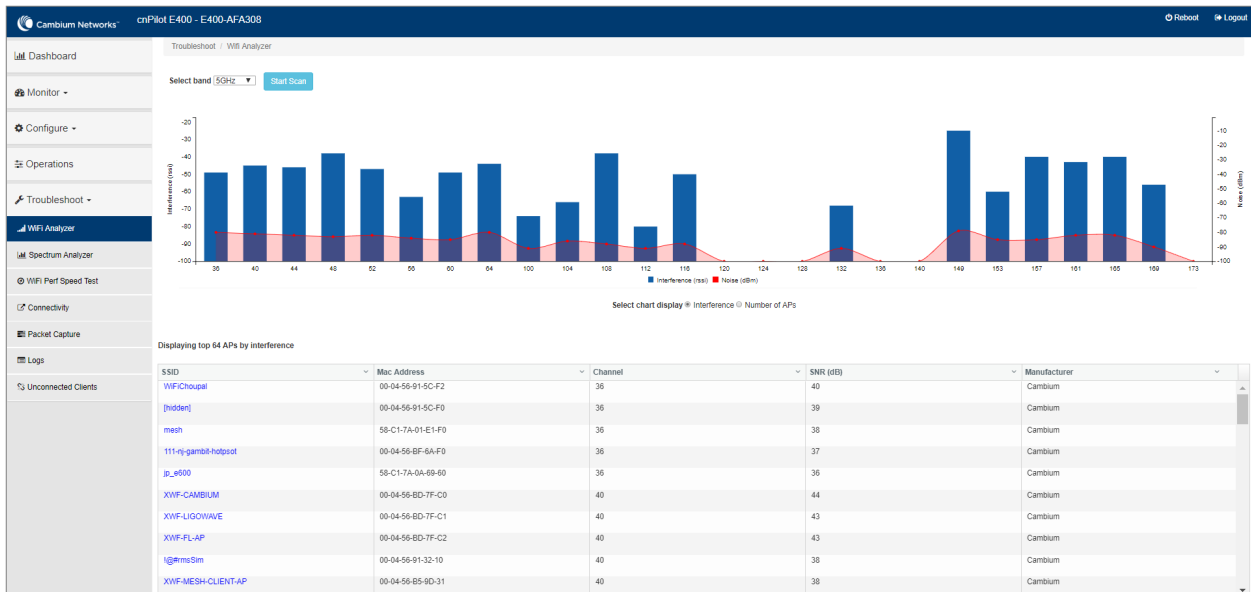 Cambium Networks™ cnPilot E400 - E400-AFA308 Reboot Logout
Dashboard
Monitor
Configure
Operations
Troubleshoot
WiFi Analyzer
Spectrum Analyzer
WiFi Perf Speed Test
Connectivity
Packet Capture
Logs
Unconnected Clients
Troubleshoot / Wifi Analyzer
Select band 5GHz Start Scan
Interference (rssi)
-20
-30
-40
-50
-60
-70
-80
-90
-100
36 40 44 48 52 56 60 64 100 104 108 112 116 120 124 128 132 136 140 149 153 157 161 165 169 173
-10
-20
-30
-40
-50
-60
-70
-80
-90
-100
Noise (dBm)
Interference (rssi) Noise (dBm)
Select chart display Interference Number of APs
Displaying top 64 APs by interference
SSID Mac Address Channel SNR (dB) Manufacturer
WiFiChoupal 00-04-56-91-5C-F2 36 40 Cambium
[hidden] 00-04-56-91-5C-F0 36 39 Cambium
mesh 58-C1-7A-01-E1-F0 36 38 Cambium
111-nj-gambit-hotpsot 00-04-56-BF-6A-F0 36 37 Cambium
jp_e600 58-C1-7A-0A-69-60 36 36 Cambium
XWF-CAMBIUM 00-04-56-BD-7F-C0 40 44 Cambium
XWF-LIGOWAVE 00-04-56-BD-7F-C1 40 43 Cambium
XWF-FL-AP 00-04-56-BD-7F-C2 40 43 Cambium
!@#rmsSim 00-04-56-91-32-10 40 38 Cambium
XWF-MESH-CLIENT-AP 00-04-56-B5-9D-31 40 38 Cambium